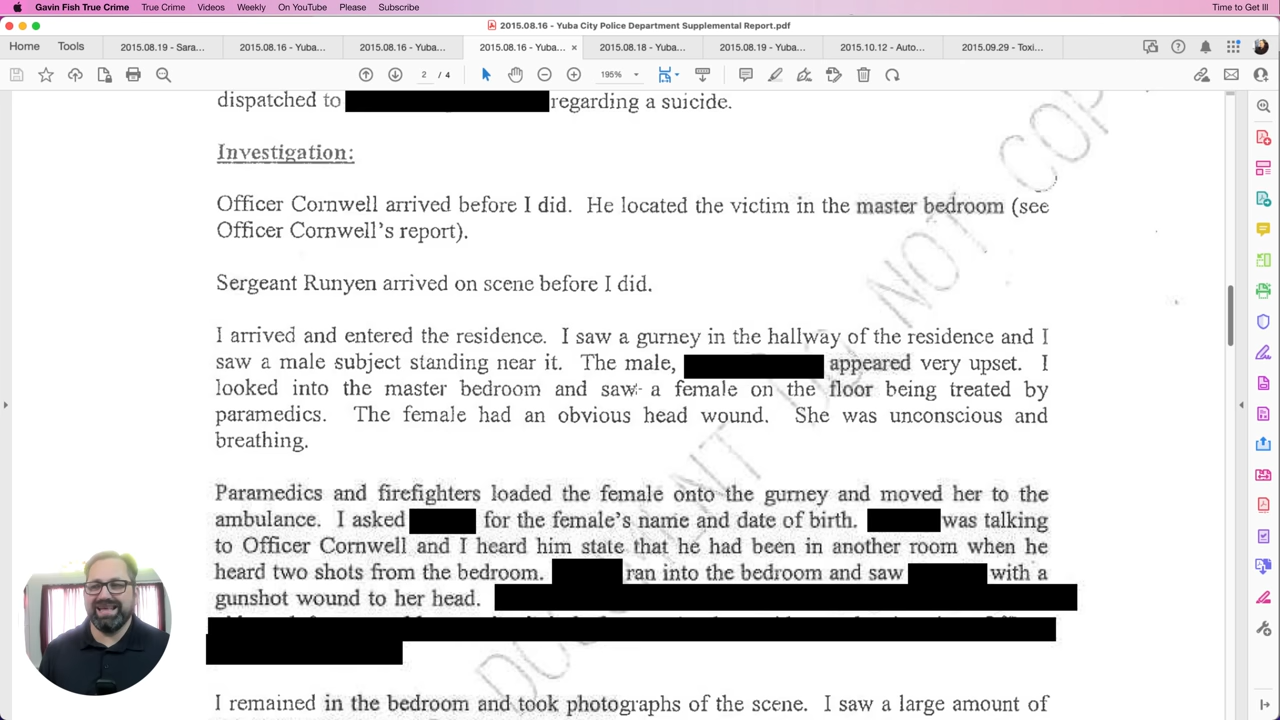 Gavin Fish True Crime True Crime Videos Weekly On YouTube Please Subscribe Time to Get Ill
2015.08.16 - Yuba City Police Department Supplemental Report.pdf
Home Tools 2015.08.19 - Sara... 2015.08.16 - Yuba... 2015.08.16 - Yuba... 2015.08.16 - Yuba... × 2015.08.18 - Yuba... 2015.08.19 - Yuba... 2015.10.12 - Auto... 2015.09.29 - Toxi...
2 / 4 195%
dispatched to regarding a suicide.
Investigation:
Officer Cornwell arrived before I did. He located the victim in the master bedroom (see
Officer Cornwell's report).
Sergeant Runyen arrived on scene before I did.
I arrived and entered the residence. I saw a gurney in the hallway of the residence and I
saw a male subject standing near it. The male, appeared very upset. I
looked into the master bedroom and saw a female on the floor being treated by
paramedics. The female had an obvious head wound. She was unconscious and
breathing.
Paramedics and firefighters loaded the female onto the gurney and moved her to the
ambulance. I asked for the female's name and date of birth. was talking
to Officer Cornwell and I heard him state that he had been in another room when he
heard two shots from the bedroom. ran into the bedroom and saw with a
gunshot wound to her head.
I remained in the bedroom and took photographs of the scene. I saw a large amount of
DOCUMENT NOT COP